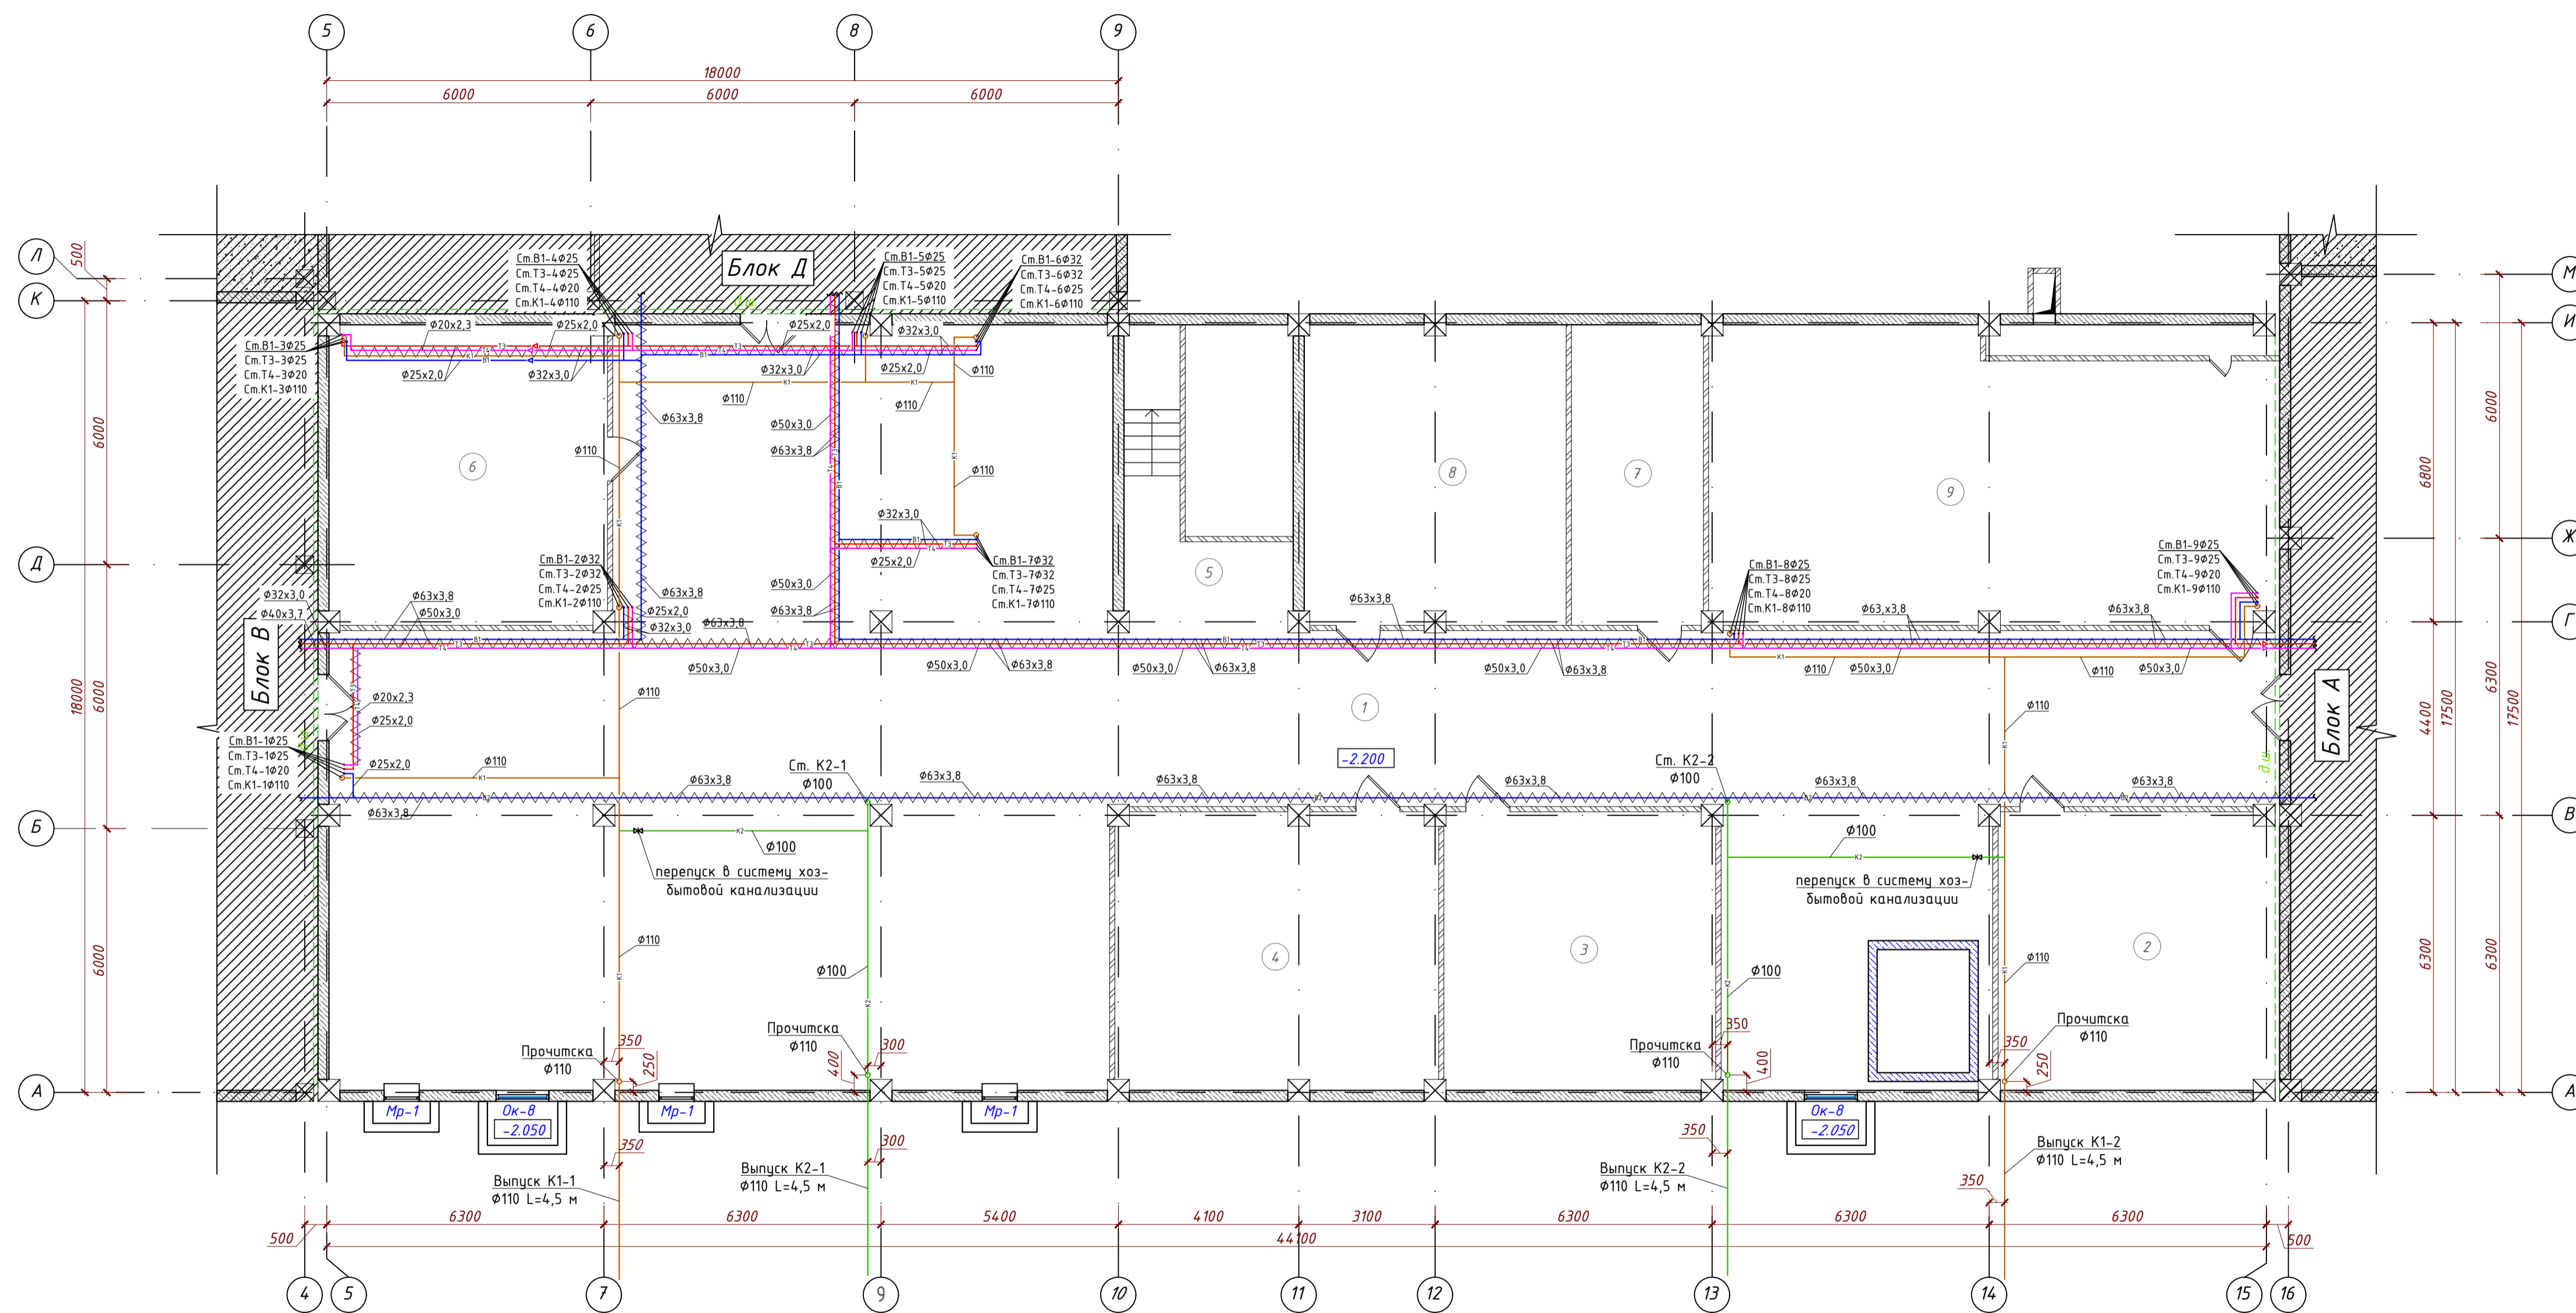 5
6
8
9
18000
6000
6000
6000
Л
К
Д
Б
А
500
6000
6000
6000
18000
М
И
Ж
Г
В
А
6000
6300
6300
6800
4400
6300
17500
17500
Блок Д
Блок В
Блок А
Ст.В1-4Ф25
Ст.Т3-4Ф25
Ст.Т4-4Ф20
Ст.К1-4Ф110
Ст.В1-5Ф25
Ст.Т3-5Ф25
Ст.Т4-5Ф20
Ст.К1-5Ф110
Ст.В1-6Ф32
Ст.Т3-6Ф32
Ст.Т4-6Ф25
Ст.К1-6Ф110
Ст.В1-3Ф25
Ст.Т3-3Ф25
Ст.Т4-3Ф20
Ст.К1-3Ф110
д.ш.
Ф20х2,3
Ф25х2,0
Ф25х2,0
Ф32х3,0
Ф25х2,0
Ф32х3,0
Ф32х3,0
Ф25х2,0
Ф110
Ф110
Ф110
Ф63х3,8
Ф50х3,0
Ф63х3,8
Ф110
Ф110
Ф32х3,0
Ф25х2,0
6
8
7
9
5
Ст.В1-2Ф32
Ст.Т3-2Ф32
Ст.Т4-2Ф25
Ст.К1-2Ф110
Ст.В1-7Ф32
Ст.Т3-7Ф32
Ст.Т4-7Ф25
Ст.К1-7Ф110
Ст.В1-8Ф25
Ст.Т3-8Ф25
Ст.Т4-8Ф20
Ст.К1-8Ф110
Ст.В1-9Ф25
Ст.Т3-9Ф25
Ст.Т4-9Ф20
Ст.К1-9Ф110
Ф32х3,0
Ф40х3,7
Ф63х3,8
Ф50х3,0
Ф63х3,8
Ф25х2,0
Ф32х3,0
Ф63х3,8
Ф50х3,0
Ф63х3,8
Ф63х3,8
Ф63,х3,8
Ф63х3,8
Ф50х3,0
Ф50х3,0
Ф63х3,8
Ф50х3,0
Ф63х3,8
Ф50х3,0
Ф63х3,8
Ф110
Ф50х3,0
Ф110
Ф50х3,0
Ф20х2,3
Ф25х2,0
Ф110
1
Ф110
-2.200
Ст.В1-1Ф25
Ст.Т3-1Ф25
Ст.Т4-1Ф20
Ст.К1-1Ф110
Ф25х2,0
Ф110
Ф63х3,8
Ф63х3,8
Ст. К2-1
Ф100
Ф63х3,8
Ф63х3,8
Ф63х3,8
Ст. К2-2
Ф100
Ф63х3,8
Ф63х3,8
д.ш.
Ф100
перепуск в систему хоз-
бытовой канализации
Ф100
перепуск в систему хоз-
бытовой канализации
Ф110
Ф100
4
3
2
Ф100
Ф110
Прочитска
Ф110
350
250
Прочитска
Ф110
400
300
Прочитска
Ф110
350
400
Прочитска
Ф110
350
250
Мр-1
Ок-8
-2.050
Мр-1
Мр-1
Ок-8
-2.050
350
300
350
350
Выпуск К1-1
Ф110 L=4,5 м
Выпуск К2-1
Ф110 L=4,5 м
Выпуск К2-2
Ф110 L=4,5 м
Выпуск К1-2
Ф110 L=4,5 м
500
6300
6300
5400
4100
3100
6300
6300
6300
500
44100
4
5
7
9
10
11
12
13
14
15
16